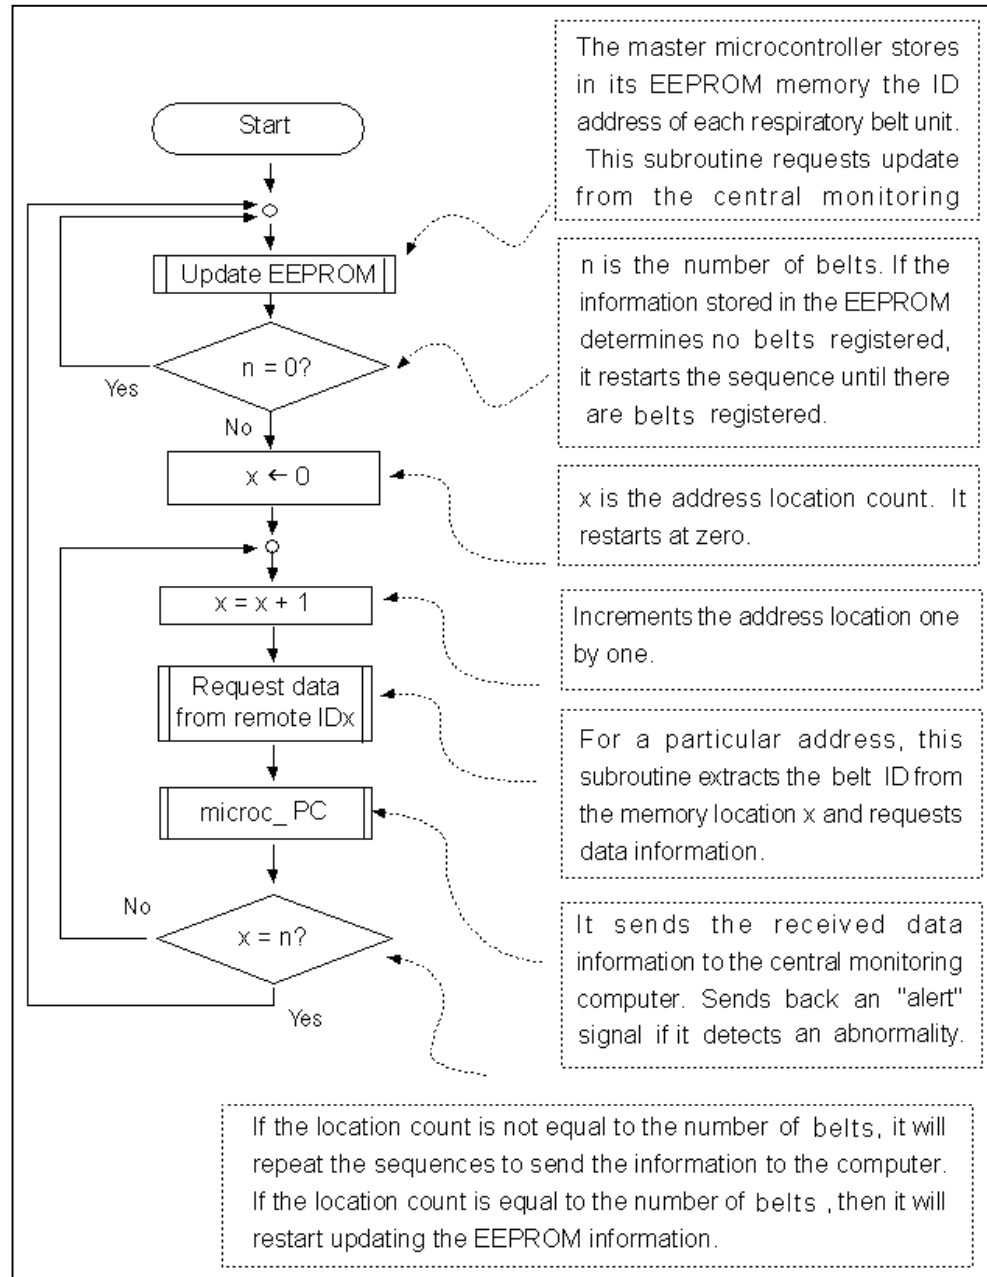 Start
Update EEPROM
n = 0?
Yes
No
x ← 0
x = x + 1
Request data
from remote IDx
microc_ PC
No
x = n?
Yes
The master microcontroller stores
in its EEPROM memory the ID
address of each respiratory belt unit.
This subroutine requests update
from the central monitoring
n is the number of belts. If the
information stored in the EEPROM
determines no belts registered,
it restarts the sequence until there
are belts registered.
x is the address location count. It
restarts at zero.
Increments the address location one
by one.
For a particular address, this
subroutine extracts the belt ID from
the memory location x and requests
data information.
It sends the received data
information to the central monitoring
computer. Sends back an "alert"
signal if it detects an abnormality.
If the location count is not equal to the number of belts, it will
repeat the sequences to send the information to the computer.
If the location count is equal to the number of belts , then it will
restart updating the EEPROM information.